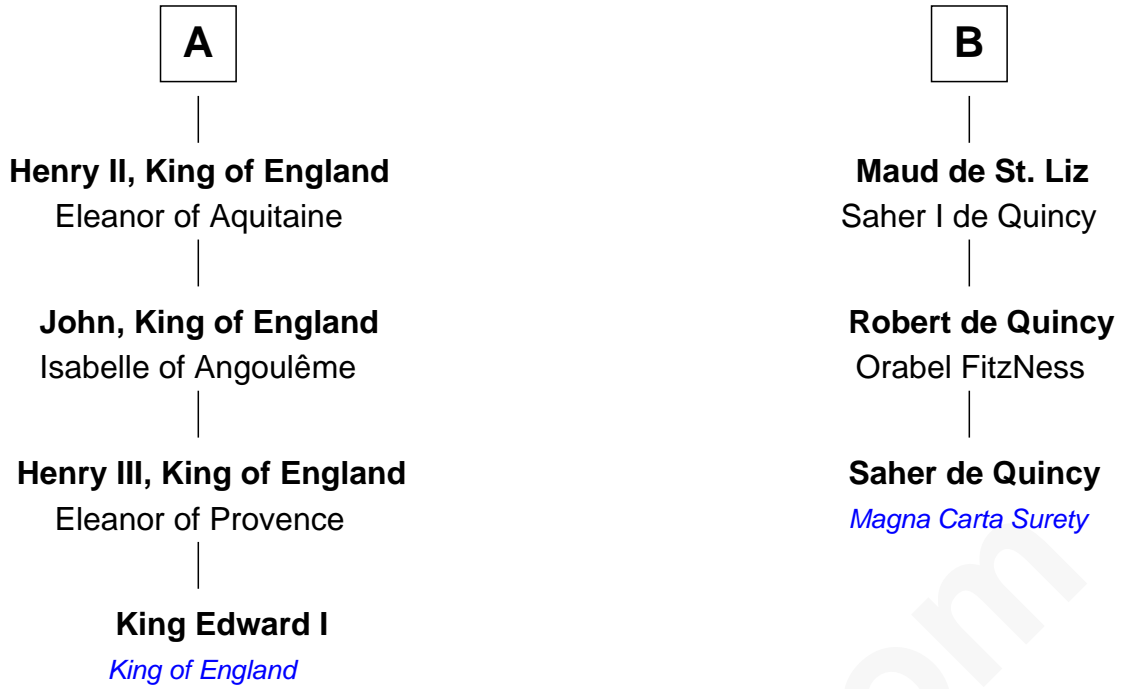 A
Henry II, King of England
Eleanor of Aquitaine
John, King of England
Isabelle of Angoulême
Henry III, King of England
Eleanor of Provence
King Edward I
King of England
B
Maud de St. Liz
Saher I de Quincy
Robert de Quincy
Orabel FitzNess
Saher de Quincy
Magna Carta Surety
om